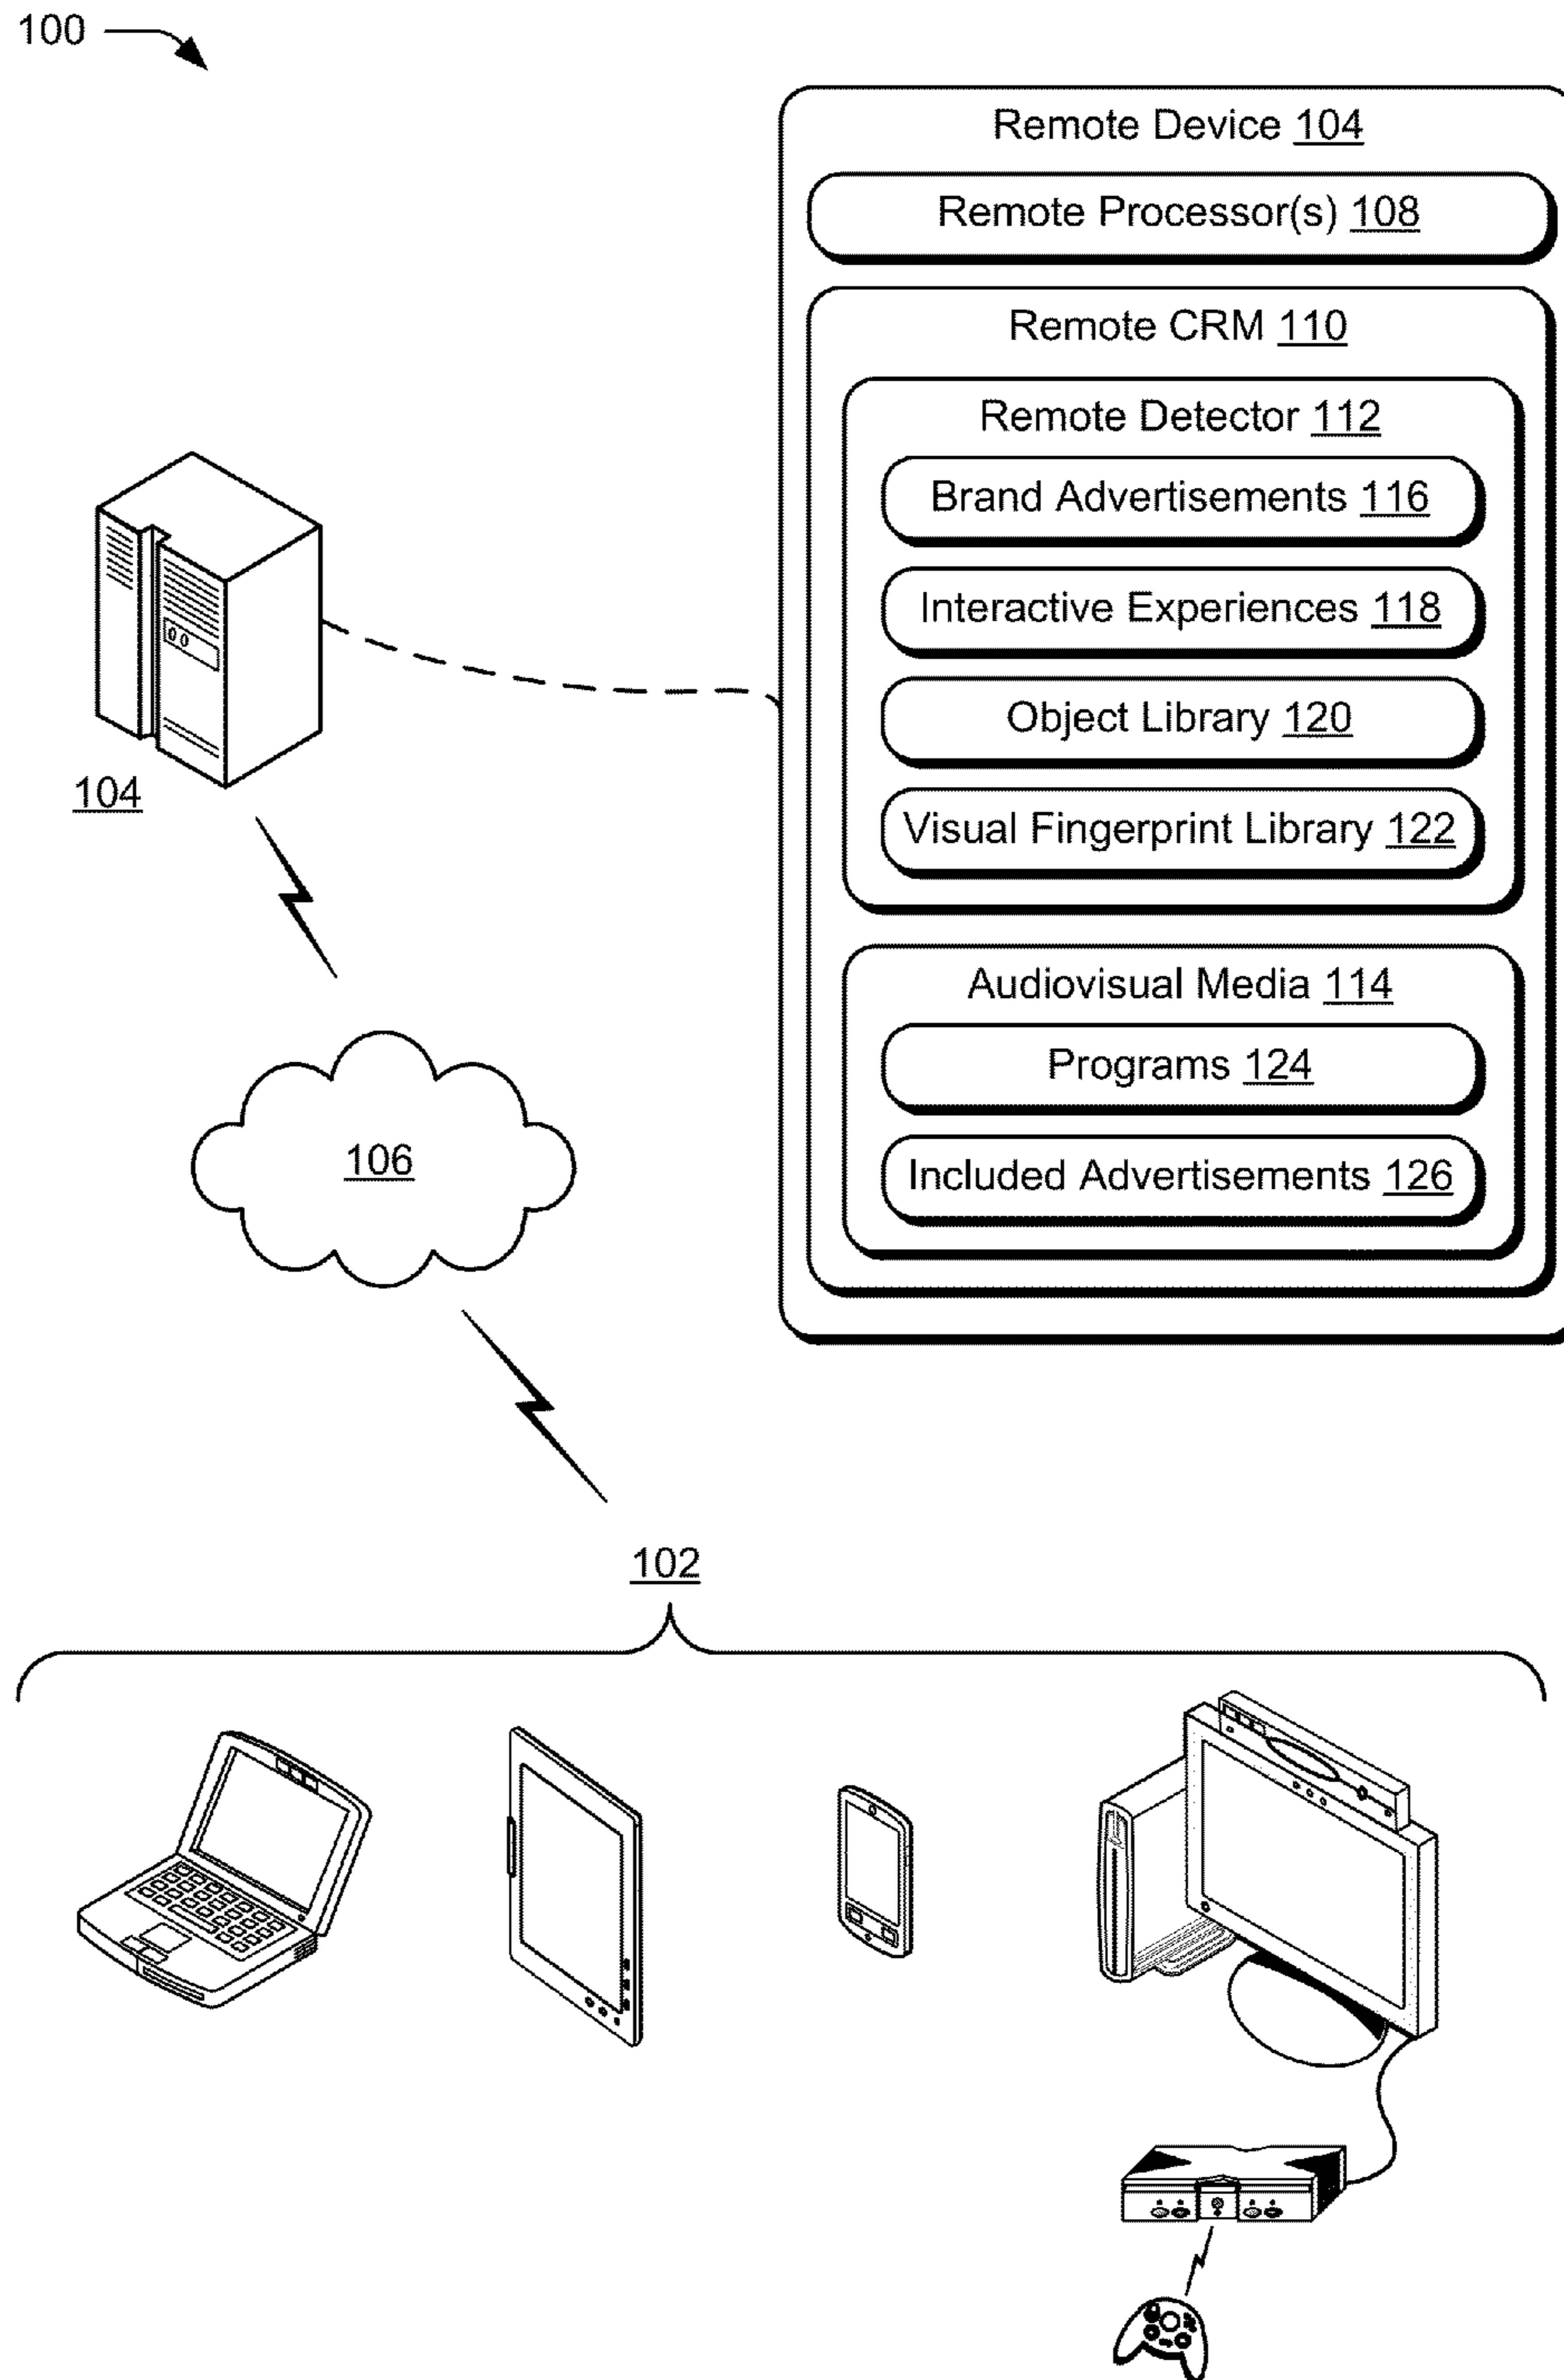 100
Remote Device 104
Remote Processor(s) 108
Remote CRM 110
Remote Detector 112
Brand Advertisements 116
Interactive Experiences 118
Object Library 120
Visual Fingerprint Library 122
Audiovisual Media 114
Programs 124
Included Advertisements 126
104
106
102